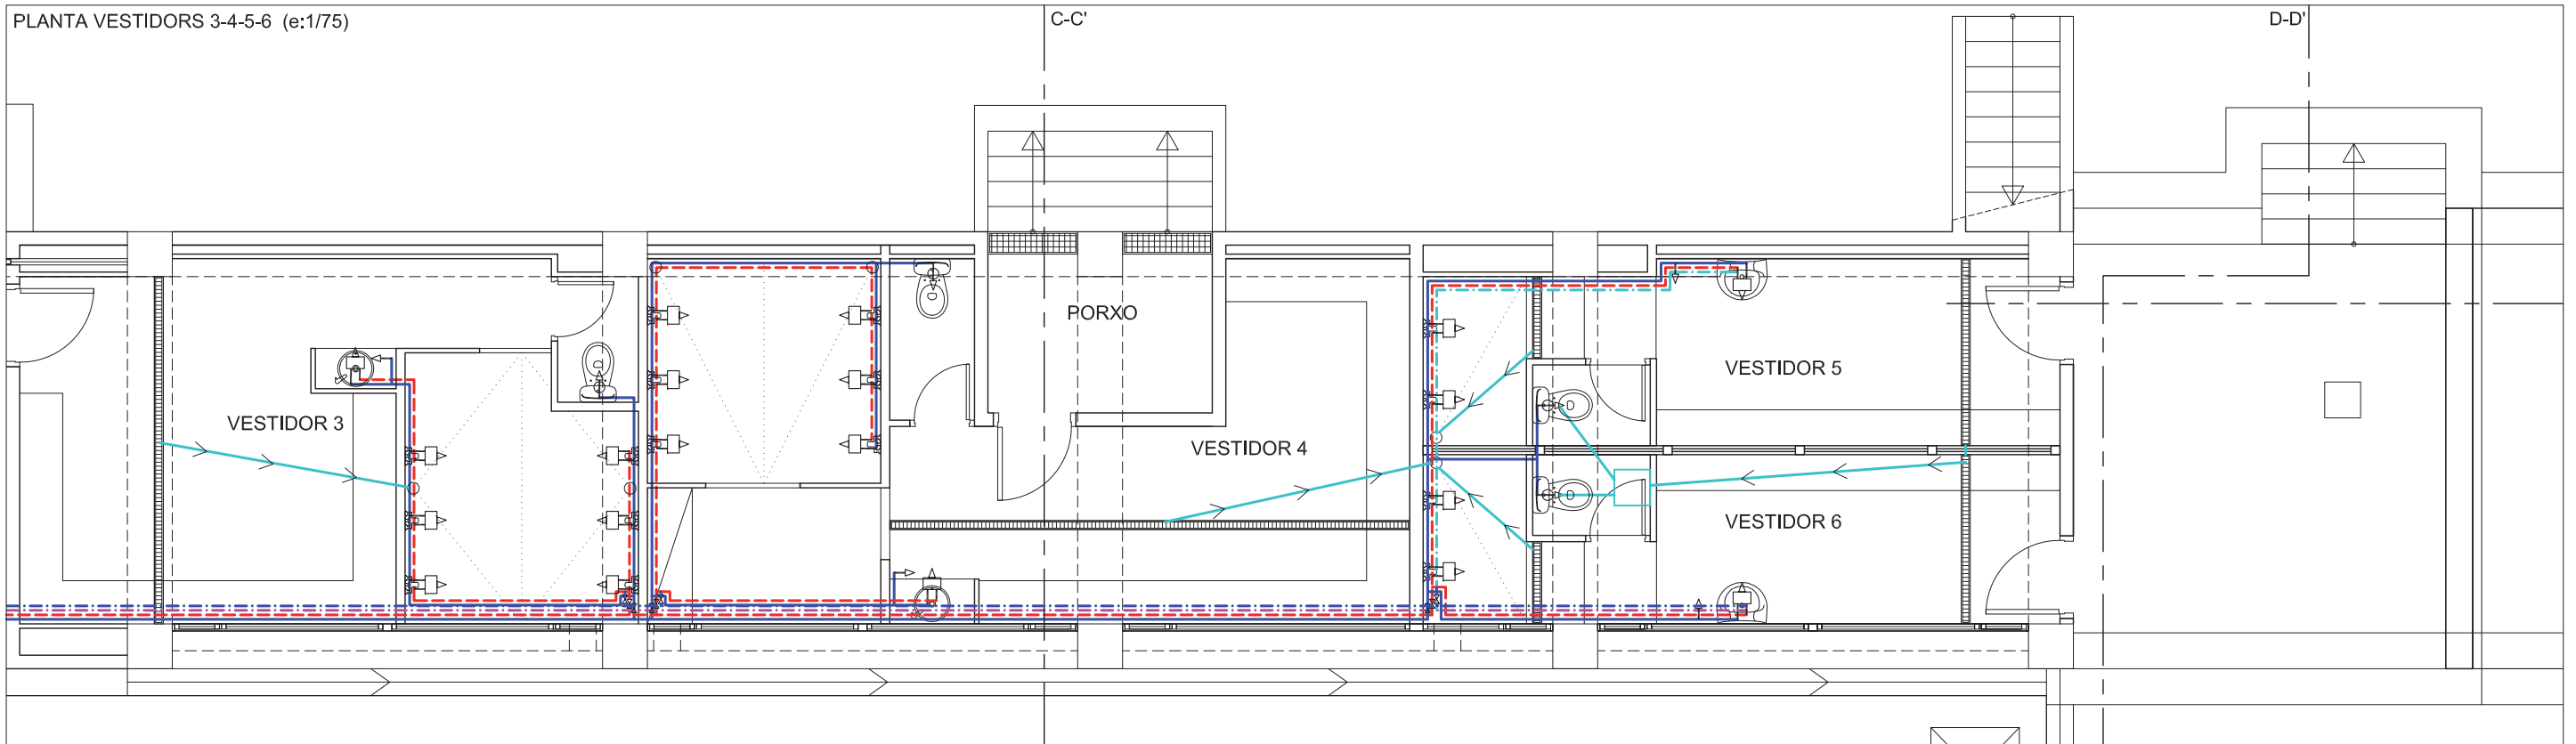 PLANTA VESTIDORS 3-4-5-6 (e:1/75)
C-C'
D-D'
PORXO
VESTIDOR 5
VESTIDOR 3
VESTIDOR 4
VESTIDOR 6